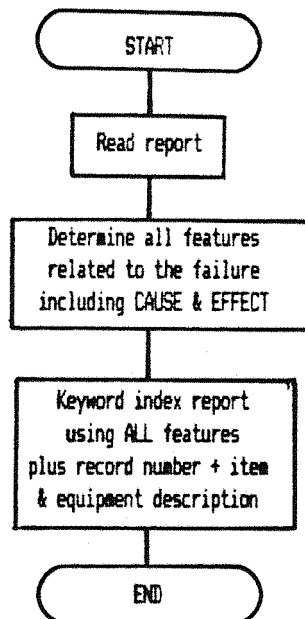 START
Read report
Determine all features
related to the failure
including CAUSE & EFFECT
Keyword index report
using ALL features
plus record number + item
& equipment description
END